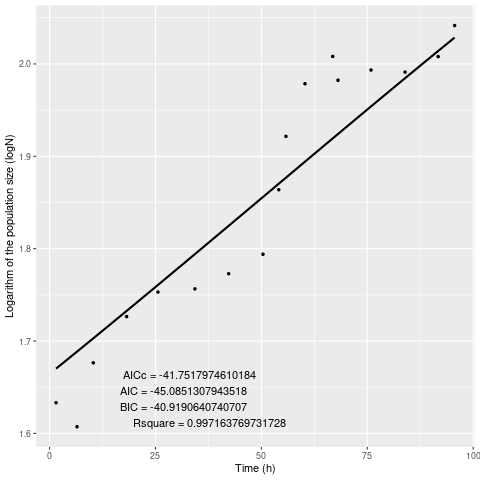 Logarithm of the population size (logN)
2.0
1.9
1.8
1.7
1.6
AICc = -41.7517974610184
AIC = -45.0851307943518
BIC = -40.9190640740707
Rsquare = 0.997163769731728
0 25 50 75 100
Time (h)